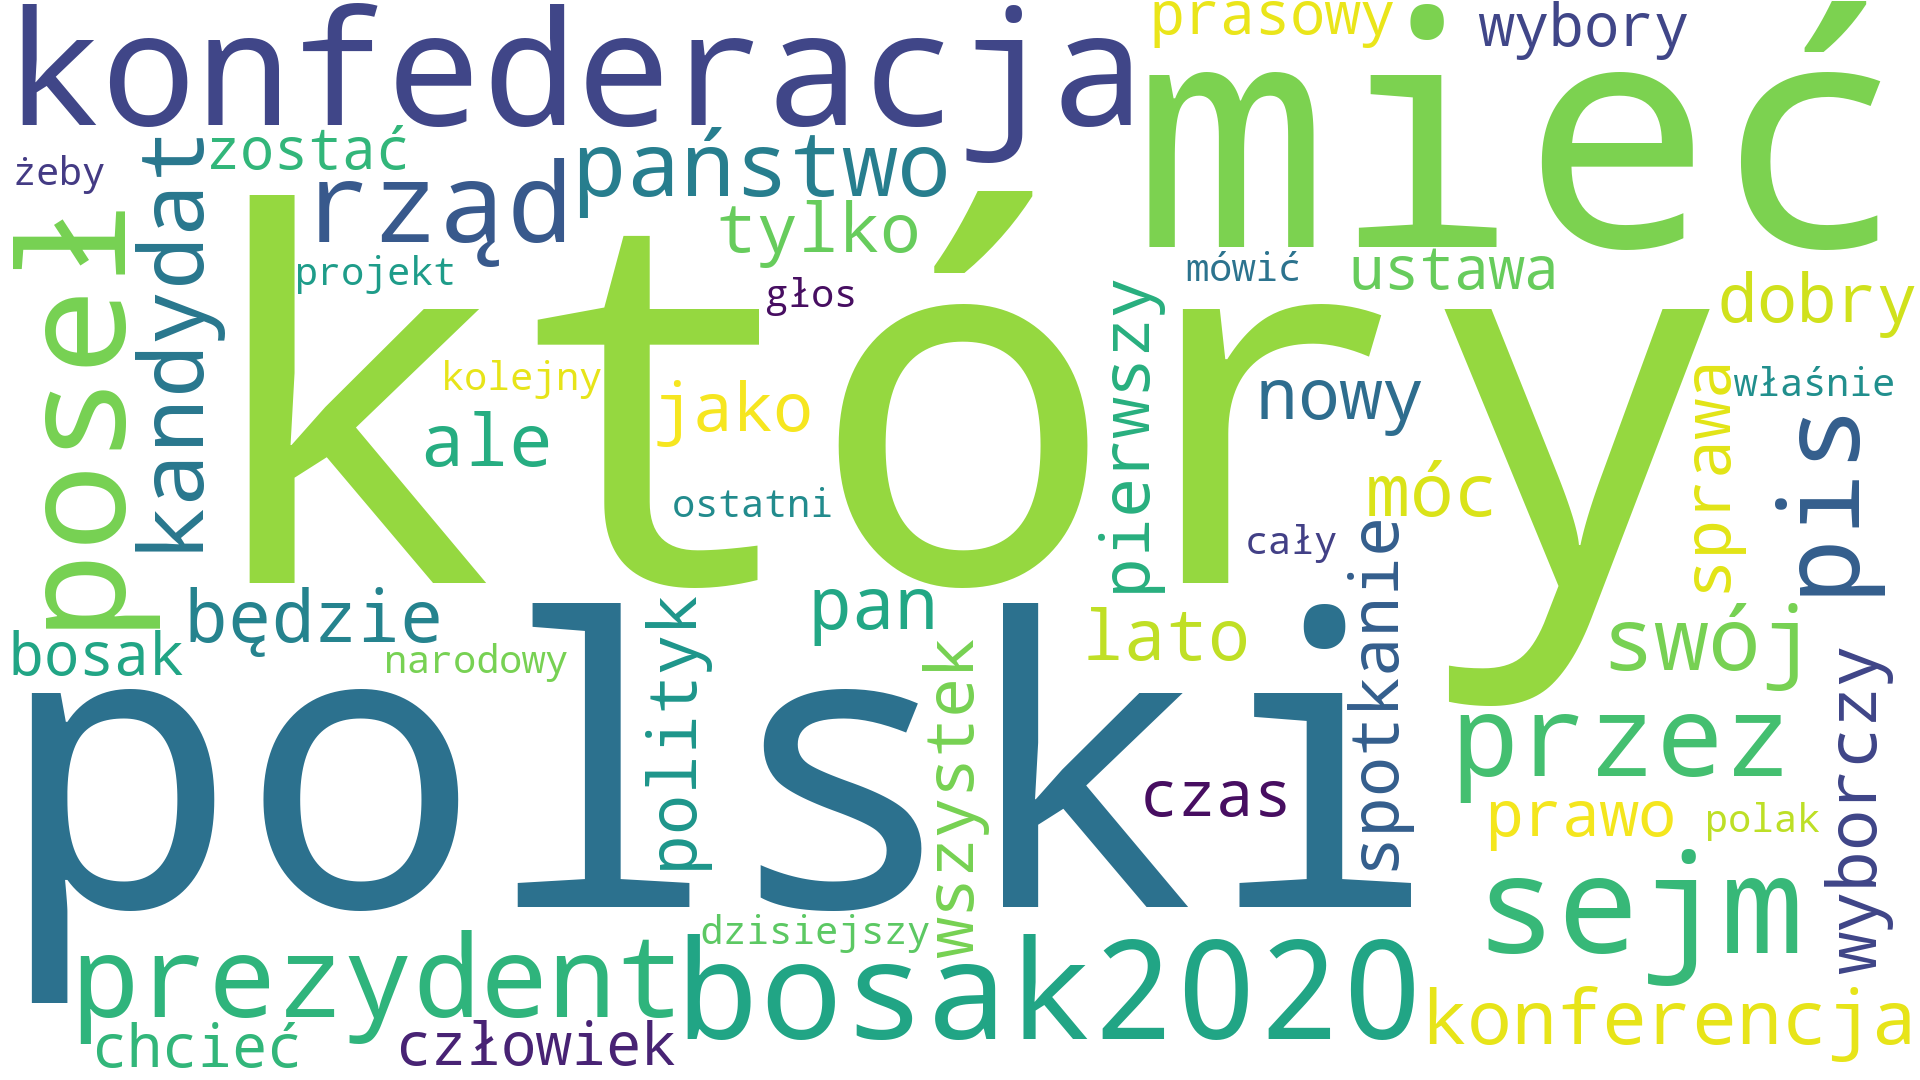 konfederacja
prasowy
wybory
mieć
zostać
państwo
żeby
rząd
kandydat
poseł
tylko
projekt
głos
mówić
ustawa
dobry
który
pierwszy
kolejny
jako
ale
nowy
sprawa
właśnie
pis
ostatni
móc
cały
spotkanie
będzie
pan
polityk
wszystek
lato
swój
bosak
narodowy
polski
przez
wyborczy
czas
prawo
polak
sejm
dzisiejszy
prezydent
bosak2020
konferencja
chcieć
człowiek